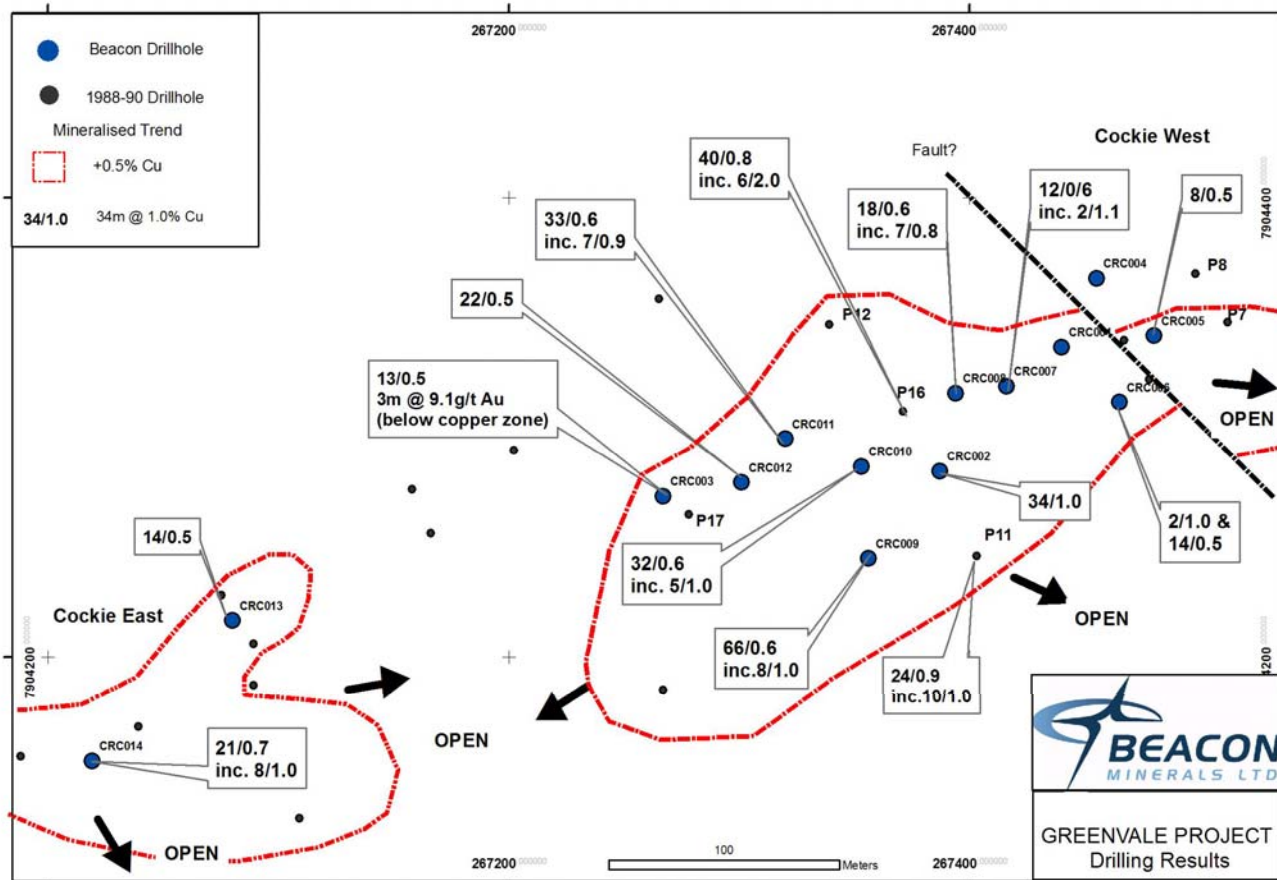 267200 000000
267400 000000
Beacon Drillhole
1988-90 Drillhole
Mineralised Trend
+0.5% Cu
34/1.0 34m @ 1.0% Cu
Cockie West
Fault?
40/0.8
inc. 6/2.0
12/0/6
inc. 2/1.1
8/0.5
18/0.6
inc. 7/0.8
33/0.6
inc. 7/0.9
7904400 000000
CRC004
P8
22/0.5
P12
CRC005
P7
13/0.5
3m @ 9.1g/t Au
(below copper zone)
P16
CRC008
CRC007
CRC006
OPEN
CRC011
CRC010
CRC002
CRC012
CRC003
P17
34/1.0
2/1.0 &
14/0.5
14/0.5
32/0.6
inc. 5/1.0
CRC009
P11
Cockie East
CRC013
OPEN
7904200 000000
66/0.6
inc.8/1.0
24/0.9
inc.10/1.0
OPEN
CRC014
21/0.7
inc. 8/1.0
OPEN
BEACON
MINERALS LTD
GREENVALE PROJECT
Drilling Results
100
Meters
267200 000000
267400 000000